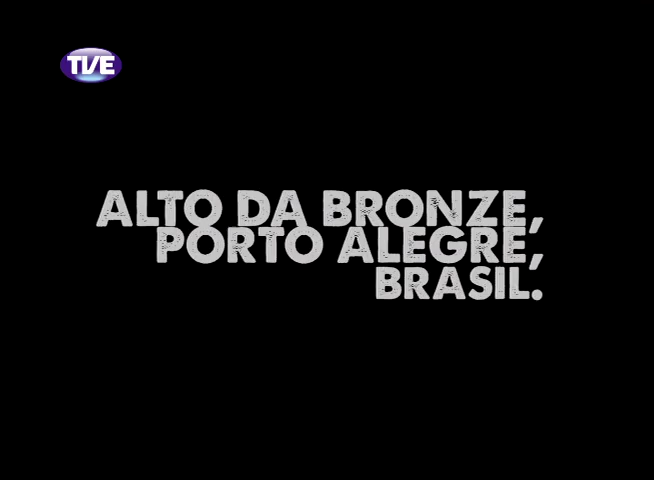 TVE
ALTO DA BRONZE,
PORTO ALEGRE,
BRASIL.